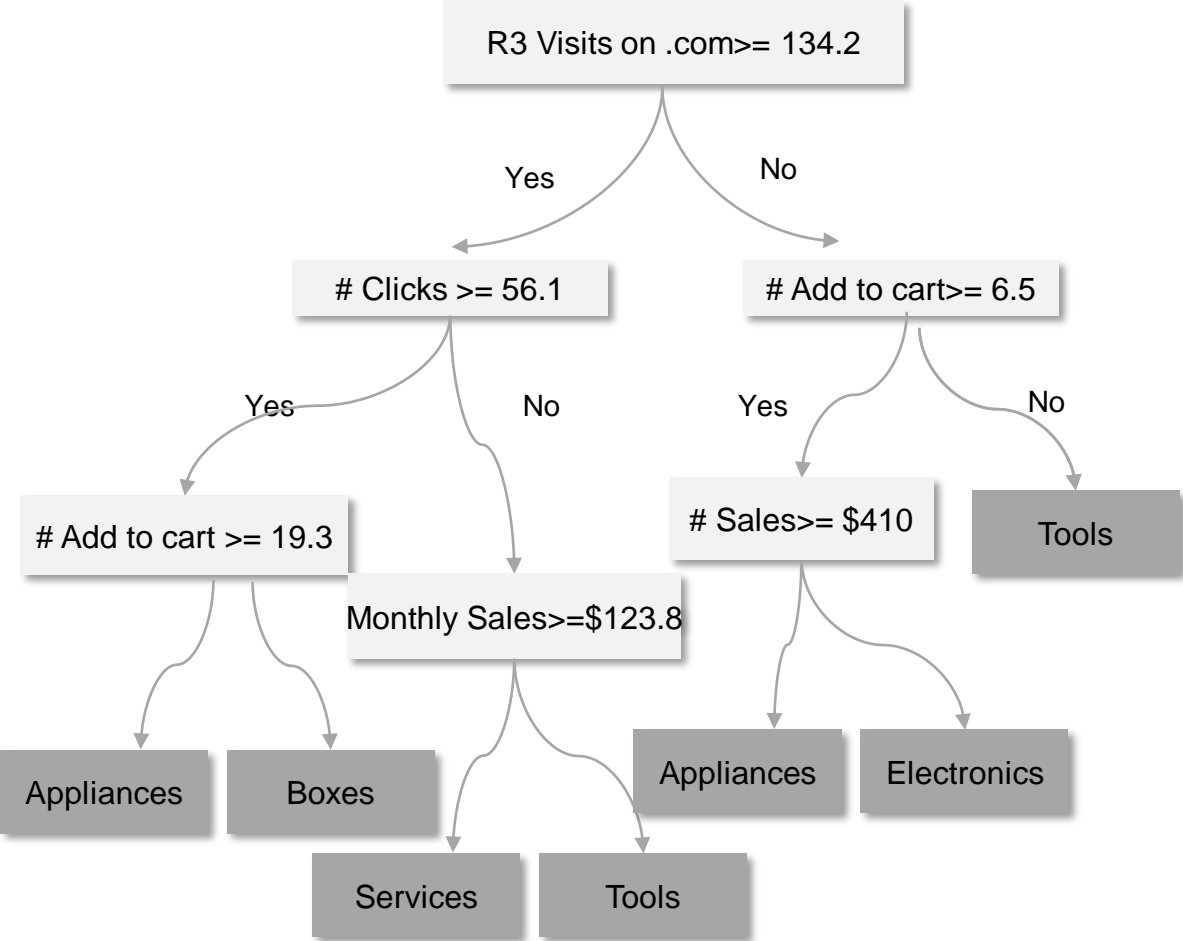 R3 Visits on .com>= 134.2
Yes
No
# Clicks >= 56.1
# Add to cart>= 6.5
Yes
No
Yes
No
# Add to cart >= 19.3
Monthly Sales>=$123.8
# Sales>= $410
Tools
Appliances
Boxes
Appliances
Electronics
Services
Tools